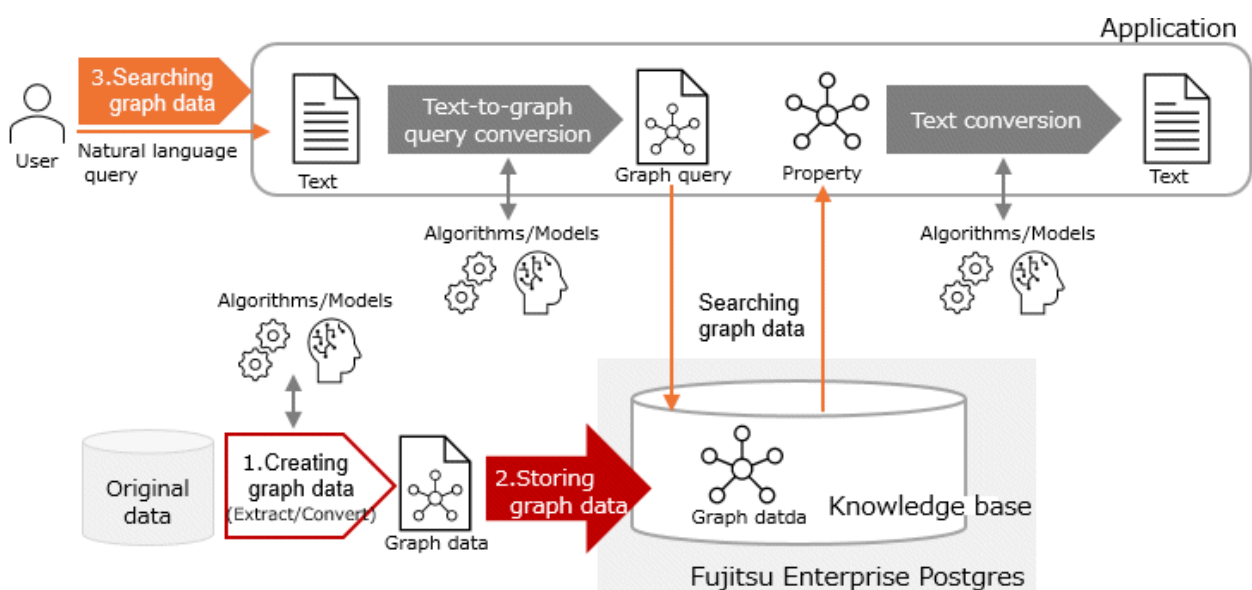 Application
3.Searching
graph data
User
Natural language
query
Text
Text-to-graph
query conversion
Graph query
Property
Text conversion
Text
Algorithms/Models
Algorithms/Models
Searching
graph data
Algorithms/Models
Original
data
1.Creating
graph data
(Extract/Convert)
Graph data
2.Storing
graph data
Graph datda
Knowledge base
Fujitsu Enterprise Postgres